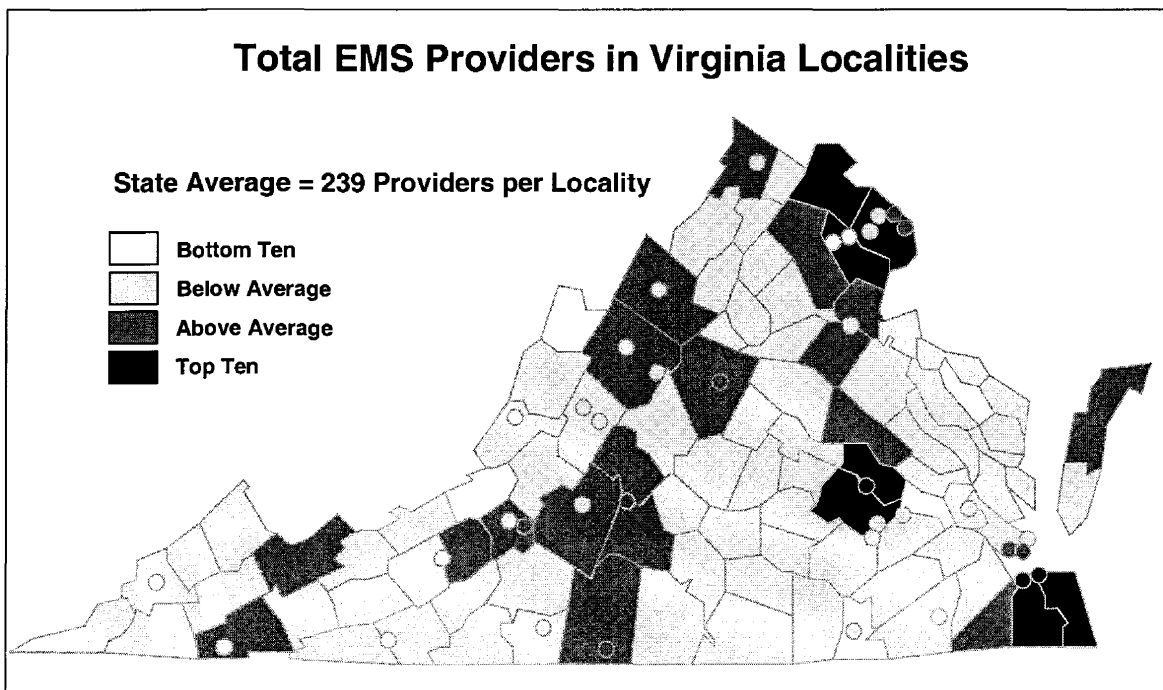 Total EMS Providers in Virginia Localities
State Average = 239 Providers per Locality
Bottom Ten
Below Average
Above Average
Top Ten